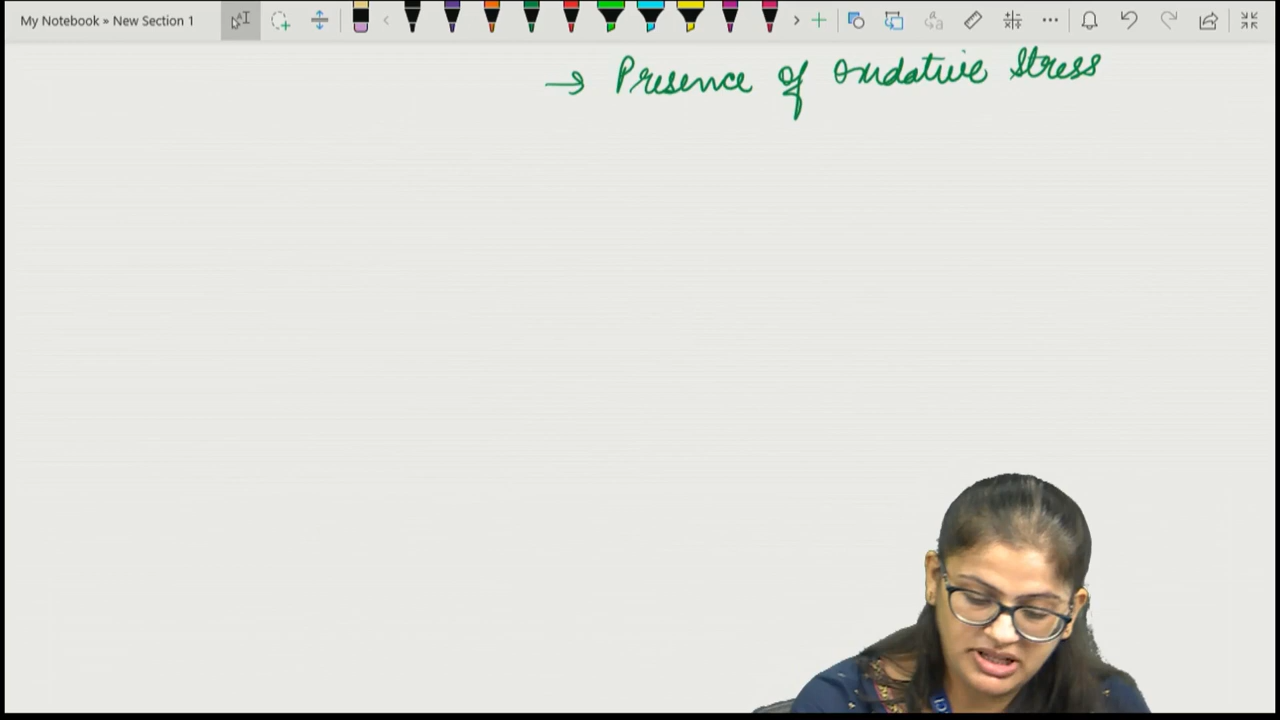 My Notebook » New Section 1
→ Presence of Oxidative Stress